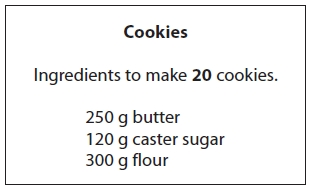 Cookies
Ingredients to make 20 cookies.
250 g butter
120 g caster sugar
300 g flour